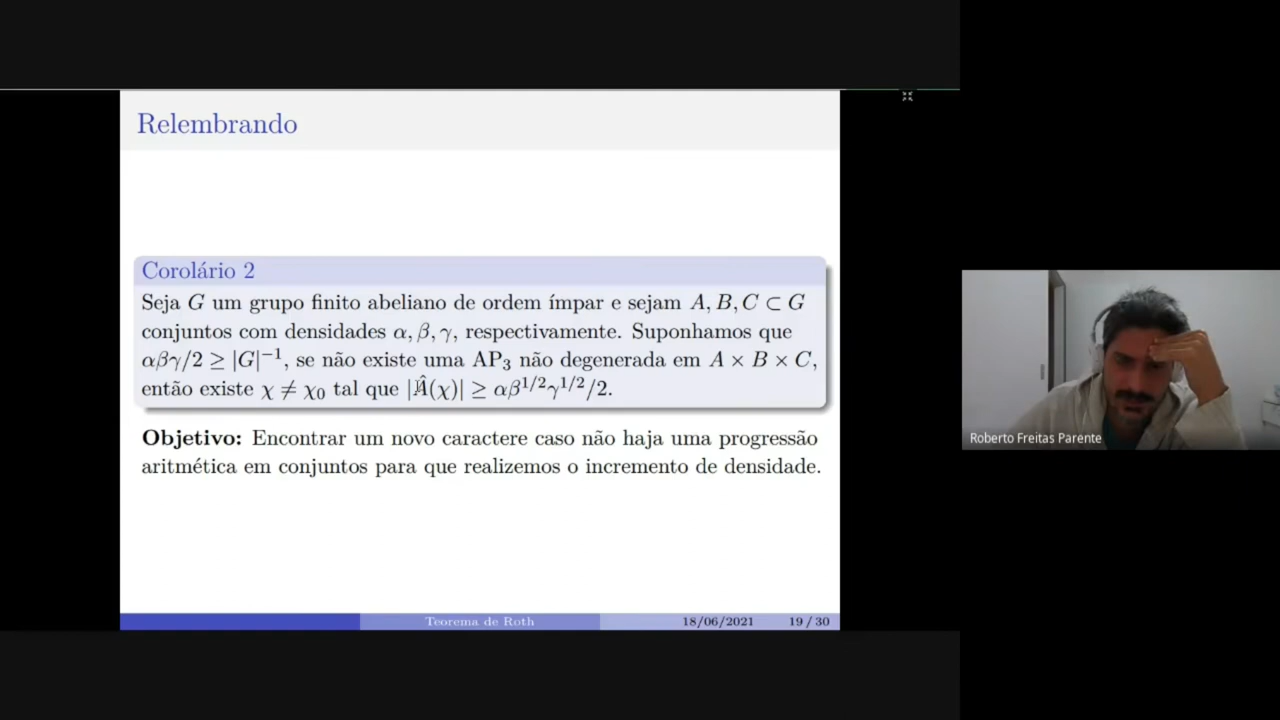 Relembrando
Corolário 2
Seja G um grupo finito abeliano de ordem ímpar e sejam A, B, C ⊂ G
conjuntos com densidades α, β, γ, respectivamente. Suponhamos que
αβγ/2 ≥ |G|⁻¹, se não existe uma AP₃ não degenerada em A × B × C,
então existe χ ≠ χ₀ tal que |Â(χ)| ≥ αβ^{1/2}γ^{1/2}/2.
Objetivo: Encontrar um novo caractere caso não haja uma progressão
aritmética em conjuntos para que realizemos o incremento de densidade.
Teorema de Roth
18/06/2021
19 / 30
Roberto Freitas Parente